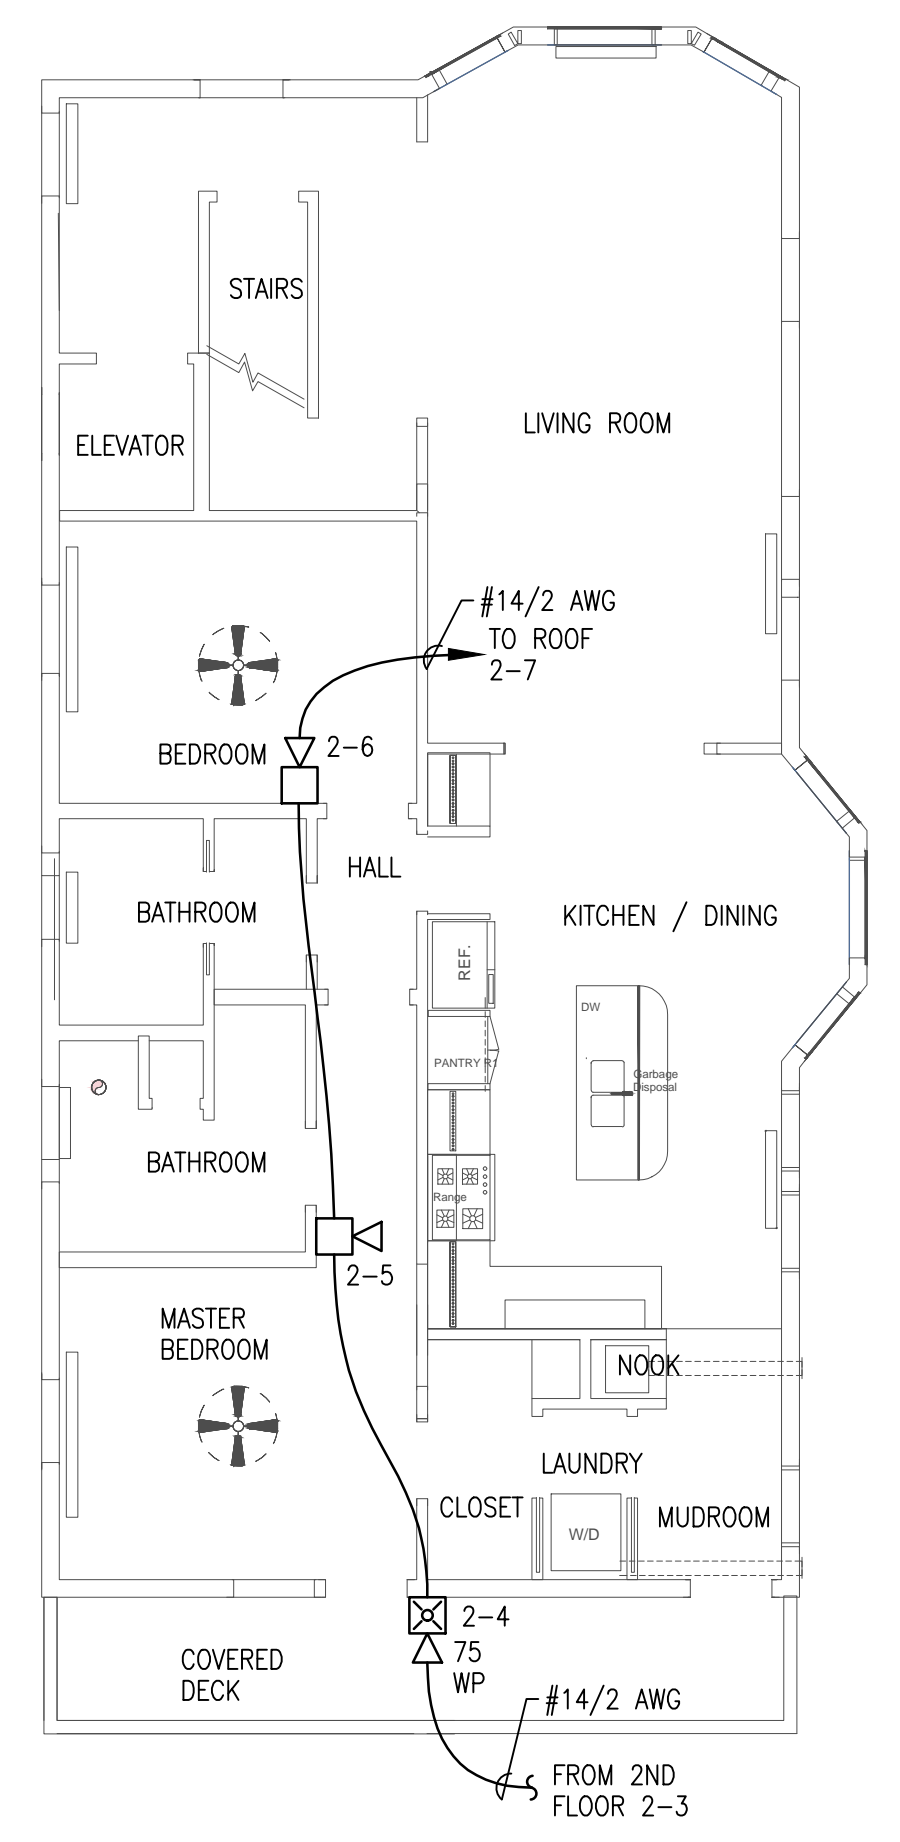 STAIRS
LIVING ROOM
ELEVATOR
#14/2 AWG
TO ROOF
2-7
2-6
BEDROOM
HALL
BATHROOM
KITCHEN / DINING
REF.
DW
PANTRY R1
Garbage
Disposal
BATHROOM
Range
2-5
MASTER
BEDROOM
NOOK
LAUNDRY
CLOSET
W/D
MUDROOM
2-4
75
WP
COVERED
DECK
#14/2 AWG
FROM 2ND
FLOOR 2-3